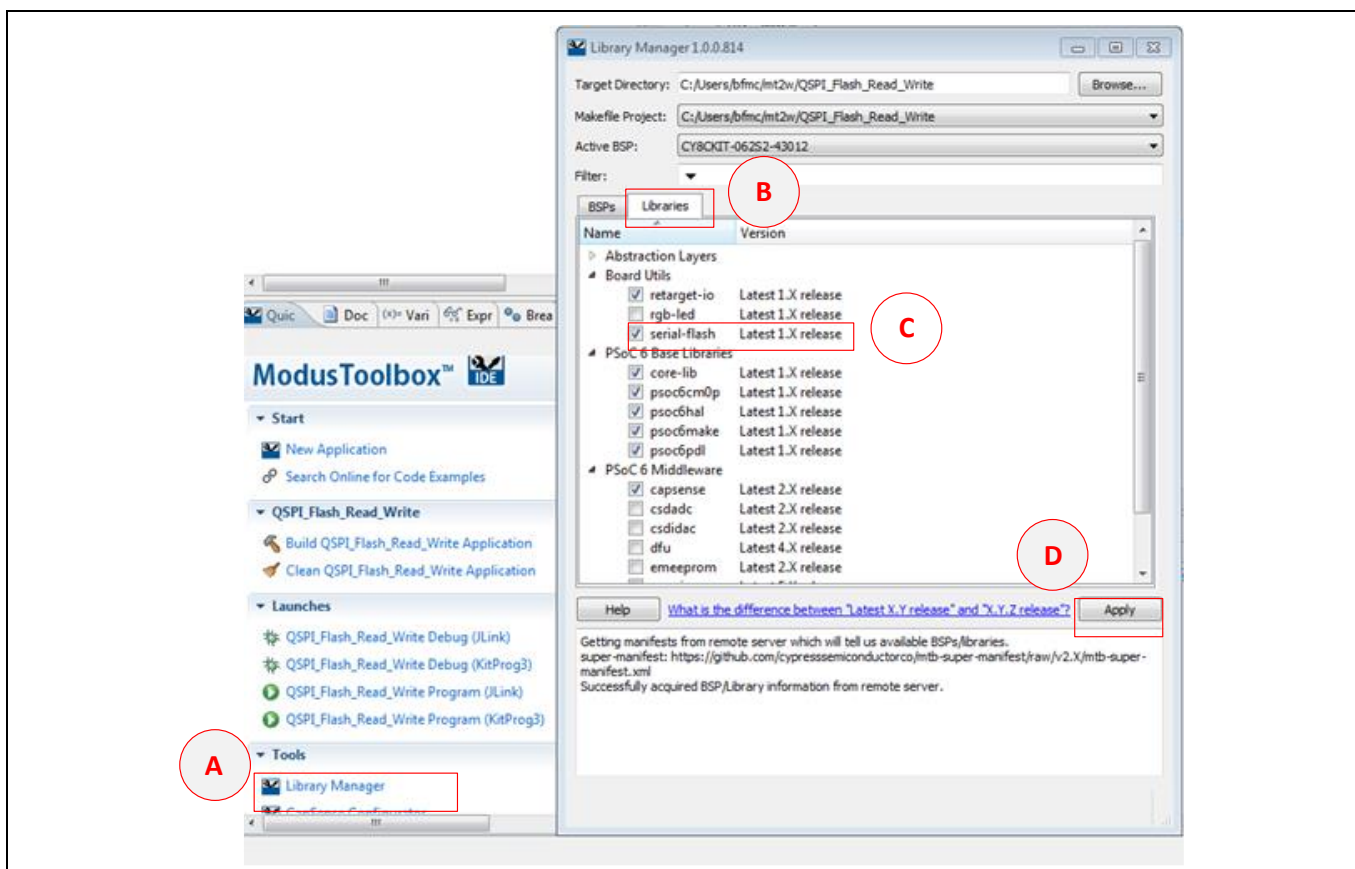 Library Manager 1.0.0.814
Target Directory: C:/Users/bfmc/mt2w/QSPI_Flash_Read_Write Browse...
Makefile Project: C:/Users/bfmc/mt2w/QSPI_Flash_Read_Write
Active BSP: CY8CKIT-062S2-43012
Filter:
B
BSPs Libraries
Name Version
Abstraction Layers
Board Utils
retarget-io Latest 1.X release
rgb-led Latest 1.X release
C
serial-flash Latest 1.X release
PSoC 6 Base Libraries
core-lib Latest 1.X release
psoc6cm0p Latest 1.X release
psoc6hal Latest 1.X release
psoc6make Latest 1.X release
psoc6pdl Latest 1.X release
PSoC 6 Middleware
capsense Latest 2.X release
csdadc Latest 2.X release
csdidac Latest 2.X release
dfu Latest 4.X release
emeeprom Latest 2.X release
D
Help What is the difference between "Latest X.Y release" and "X.Y.Z release"? Apply
Getting manifests from remote server which will tell us available BSPs/libraries.
super-manifest: https://github.com/cypresssemiconductorco/mtb-super-manifest/raw/v2.X/mtb-super-
manifest.xml
Successfully acquired BSP/Library information from remote server.
Quic Doc (x)= Vari Expr Brea
ModusToolbox™ IDE
Start
New Application
Search Online for Code Examples
QSPI_Flash_Read_Write
Build QSPI_Flash_Read_Write Application
Clean QSPI_Flash_Read_Write Application
Launches
QSPI_Flash_Read_Write Debug (JLink)
QSPI_Flash_Read_Write Debug (KitProg3)
QSPI_Flash_Read_Write Program (JLink)
QSPI_Flash_Read_Write Program (KitProg3)
Tools
A
Library Manager